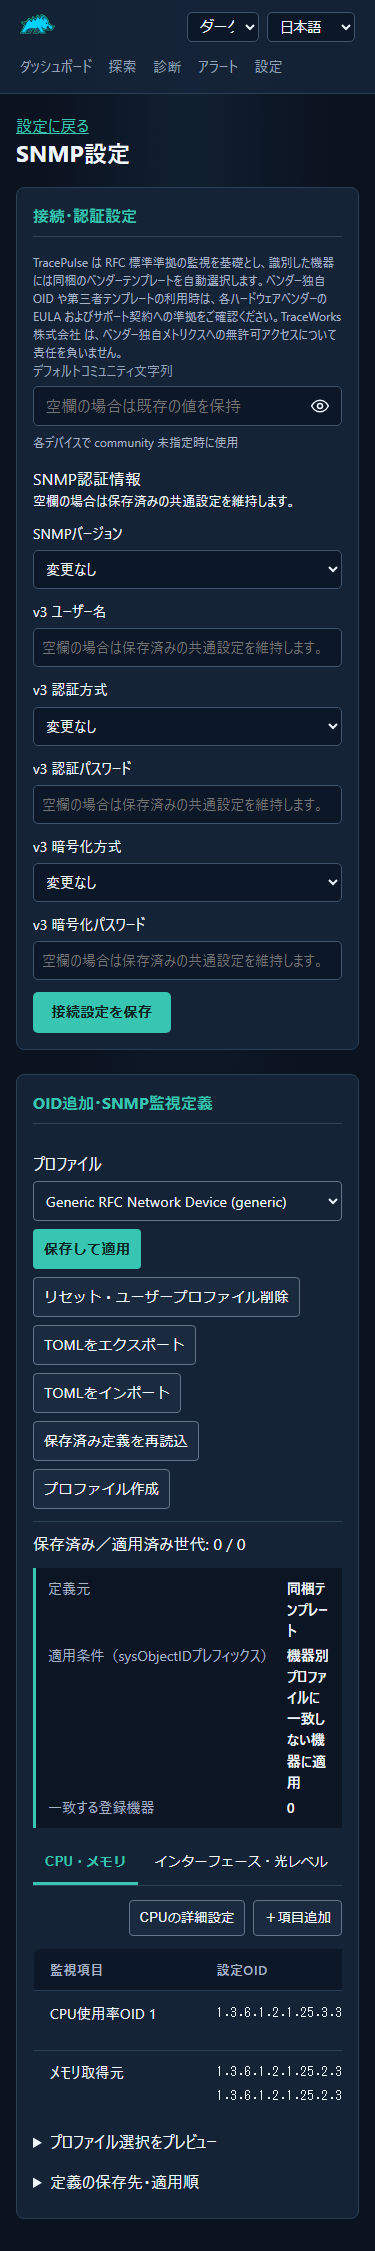 ダーク
日本語
ダッシュボード 探索 診断 アラート 設定
設定に戻る
SNMP設定
接続・認証設定
TracePulse は RFC 標準準拠の監視を基礎とし、識別した機器
には同梱のベンダーテンプレートを自動選択します。ベンダー独自
OID や第三者テンプレートの利用時は、各ハードウェアベンダーの
EULA およびサポート契約への準拠をご確認ください。TraceWorks
株式会社 は、ベンダー独自メトリクスへの無許可アクセスについて
責任を負いません。
デフォルトコミュニティ文字列
空欄の場合は既存の値を保持
各デバイスで community 未指定時に使用
SNMP認証情報
空欄の場合は保存済みの共通設定を維持します。
SNMPバージョン
変更なし
v3 ユーザー名
空欄の場合は保存済みの共通設定を維持します。
v3 認証方式
変更なし
v3 認証パスワード
空欄の場合は保存済みの共通設定を維持します。
v3 暗号化方式
変更なし
v3 暗号化パスワード
空欄の場合は保存済みの共通設定を維持します。
接続設定を保存
OID追加・SNMP監視定義
プロファイル
Generic RFC Network Device (generic)
保存して適用
リセット・ユーザープロファイル削除
TOMLをエクスポート
TOMLをインポート
保存済み定義を再読込
プロファイル作成
保存済み／適用済み世代: 0 / 0
定義元 同梱テ
ンプレー
ト
適用条件（sysObjectIDプレフィックス） 機器別
プロファ
イルに
一致し
ない機
器に適
用
一致する登録機器 0
CPU・メモリ インターフェース・光レベル
CPUの詳細設定 ＋項目追加
監視項目 設定OID
CPU使用率OID 1 1.3.6.1.2.1.25.3.3
メモリ取得元 1.3.6.1.2.1.25.2.3
1.3.6.1.2.1.25.2.3
▶ プロファイル選択をプレビュー
▶ 定義の保存先・適用順